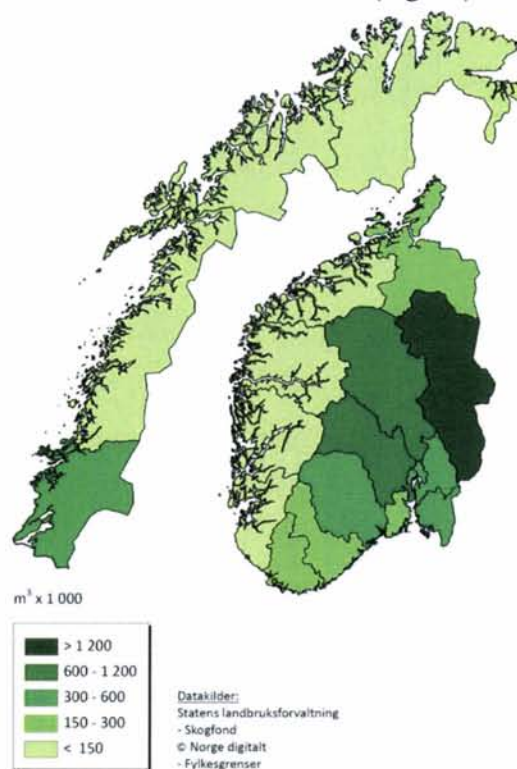 m³ x 1 000
> 1 200
600 - 1 200
300 - 600
150 - 300
< 150
Datakilder:
Statens landbruksforvaltning
- Skogfond
© Norge digitalt
- Fylkesgrenser